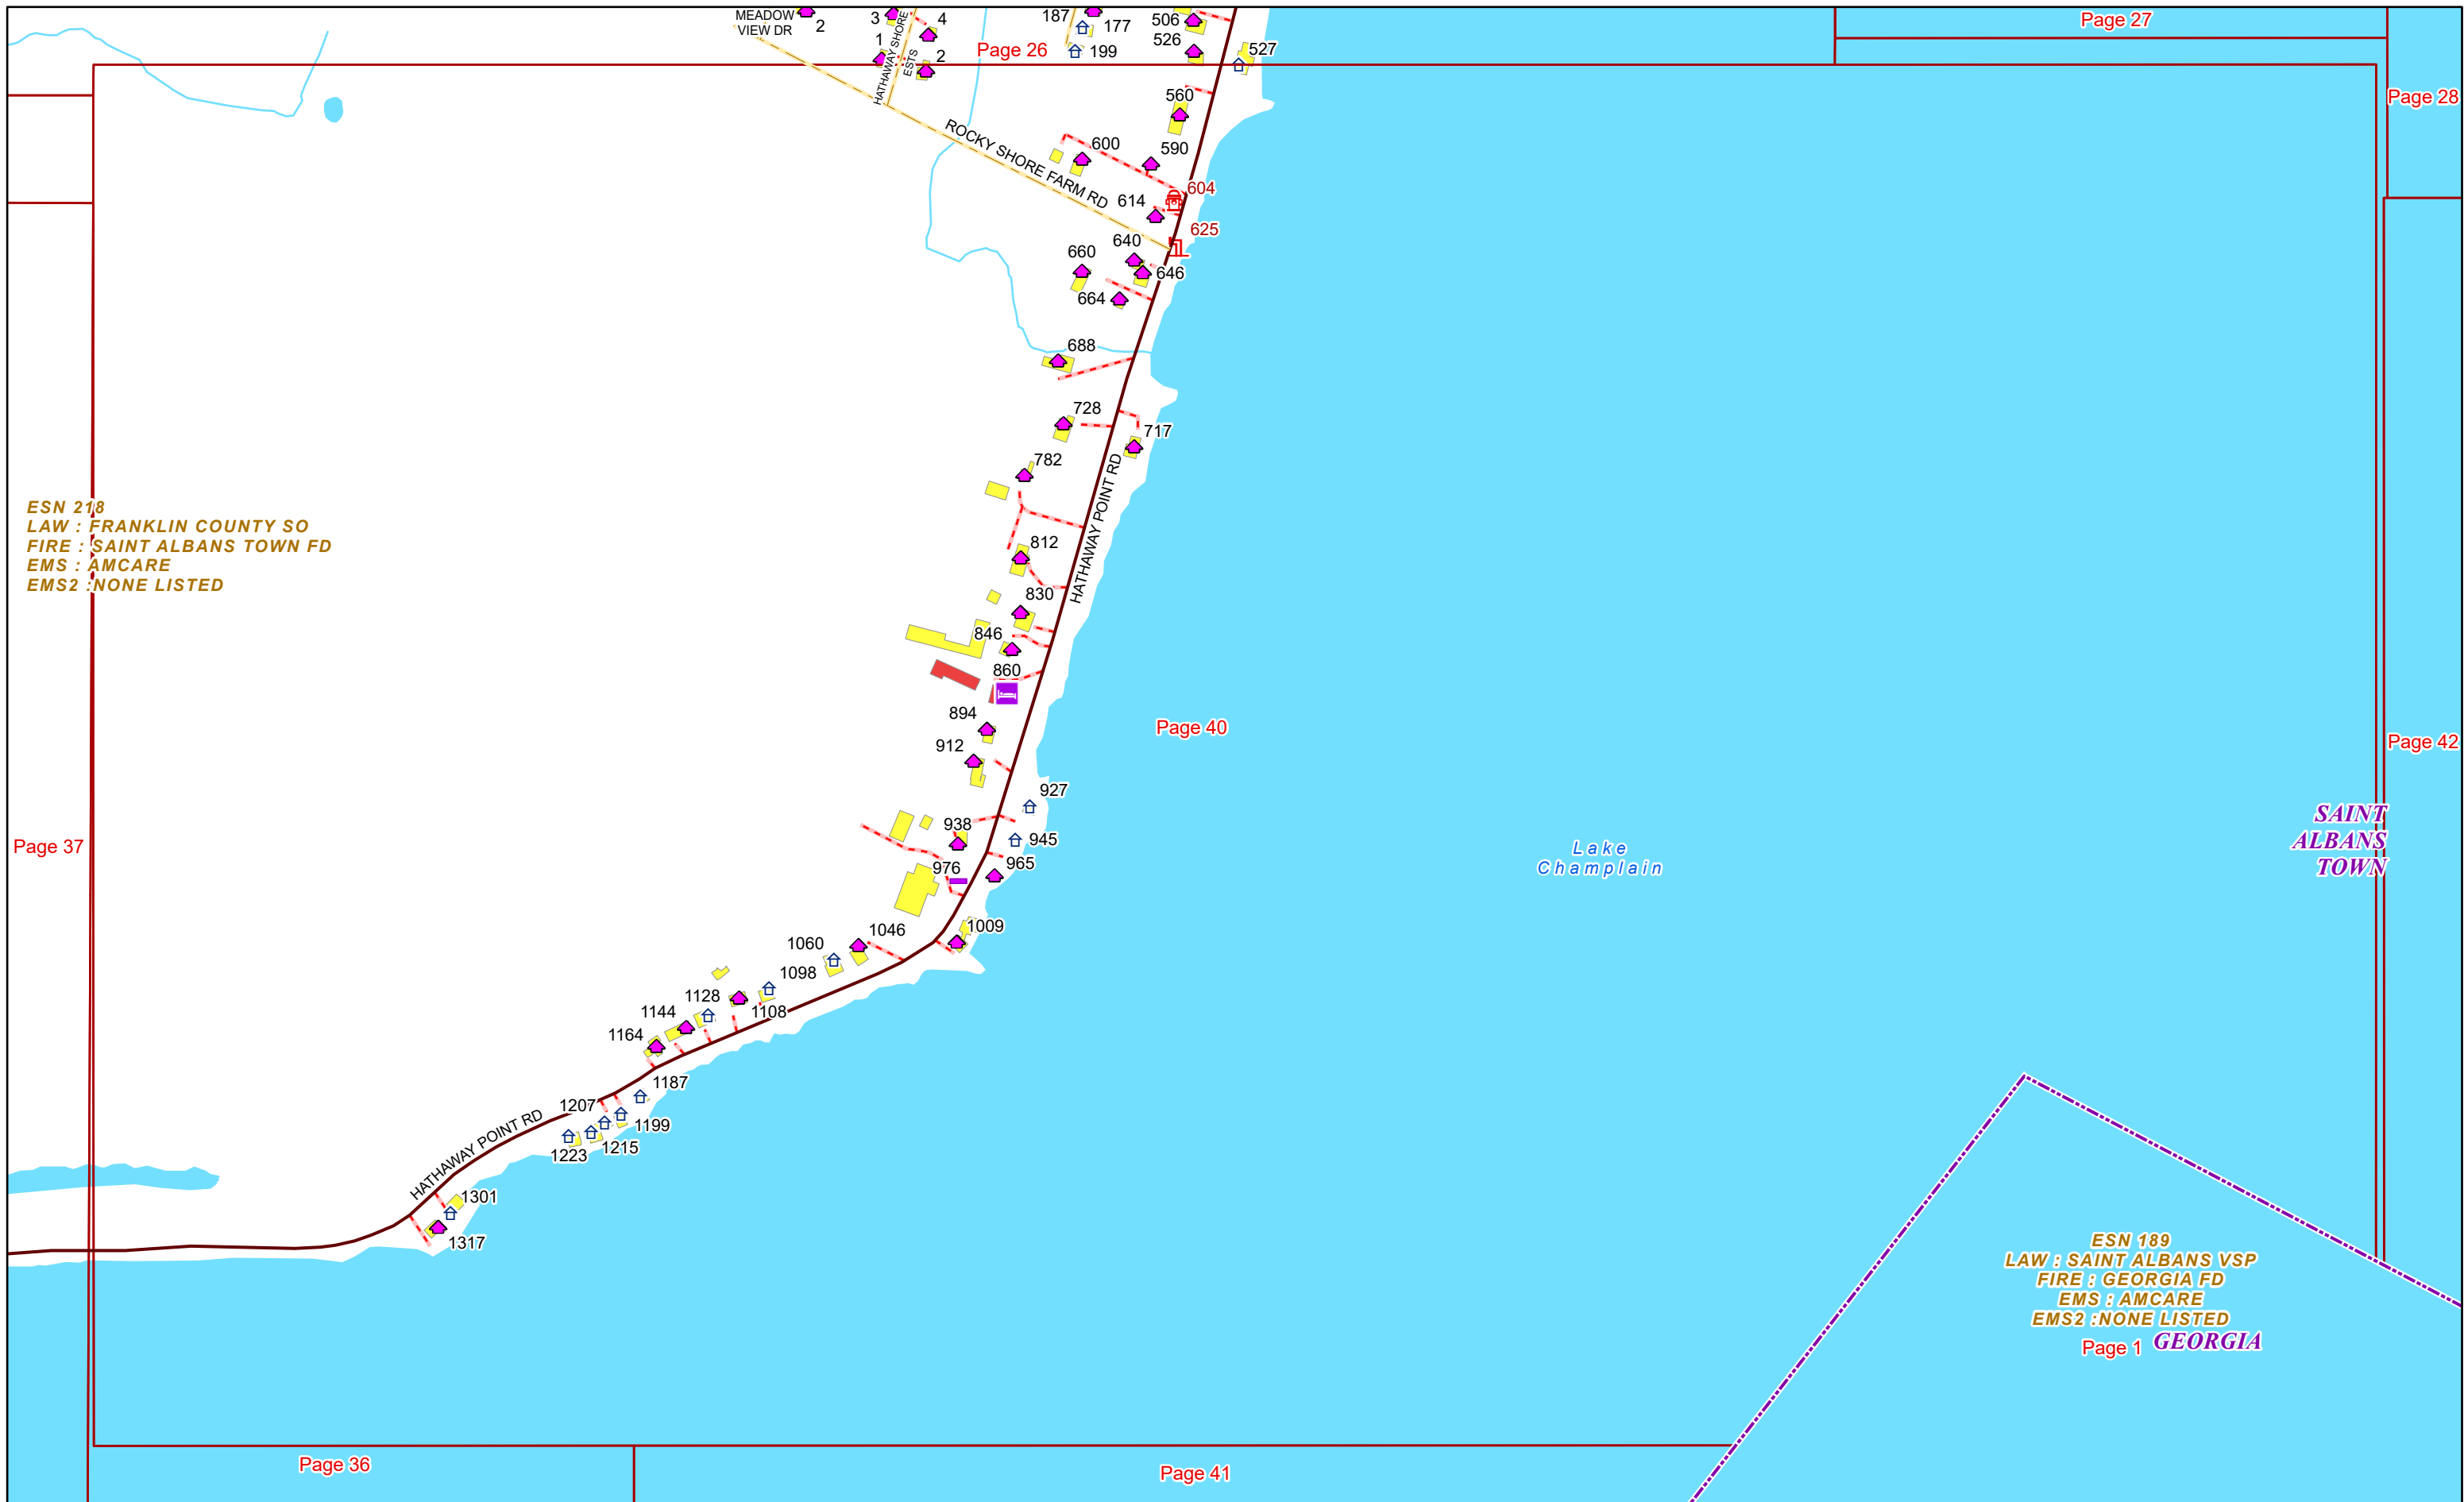 MEADOW
VIEW DR
2
3
4
1
2
HATHAWAY SHORE
ESTS
187
177
199
Page 26
506
526
527
Page 27
Page 28
560
ROCKY SHORE FARM RD
600
590
604
614
625
640
660
646
664
688
728
717
782
HATHAWAY POINT RD
ESN 218
LAW : FRANKLIN COUNTY SO
FIRE : SAINT ALBANS TOWN FD
EMS : AMCARE
EMS2 :NONE LISTED
812
830
846
860
894
912
Page 40
Page 42
927
938
945
965
976
Page 37
Lake
Champlain
SAINT
ALBANS
TOWN
1009
1046
1060
1098
1128
1108
1144
1164
1187
1207
1199
1215
1223
HATHAWAY POINT RD
1301
1317
ESN 189
LAW : SAINT ALBANS VSP
FIRE : GEORGIA FD
EMS : AMCARE
EMS2 :NONE LISTED
Page 1
GEORGIA
Page 36
Page 41